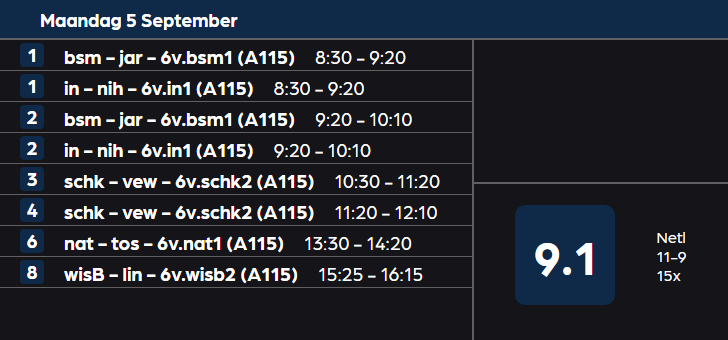 Maandag 5 September
1 bsm - jar - 6v.bsm1 (A115) 8:30 - 9:20
1 in - nih - 6v.in1 (A115) 8:30 - 9:20
2 bsm - jar - 6v.bsm1 (A115) 9:20 - 10:10
2 in - nih - 6v.in1 (A115) 9:20 - 10:10
3 schk - vew - 6v.schk2 (A115) 10:30 - 11:20
4 schk - vew - 6v.schk2 (A115) 11:20 - 12:10
6 nat - tos - 6v.nat1 (A115) 13:30 - 14:20
8 wisB - lin - 6v.wisb2 (A115) 15:25 - 16:15
9.1
Netl
11-9
15x